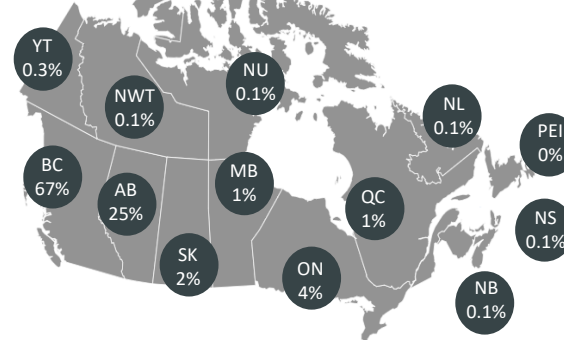 YT
0.3%
NWT
0.1%
NU
0.1%
NL
0.1%
PEI
0%
BC
67%
AB
25%
MB
1%
QC
1%
NS
0.1%
SK
2%
ON
4%
NB
0.1%